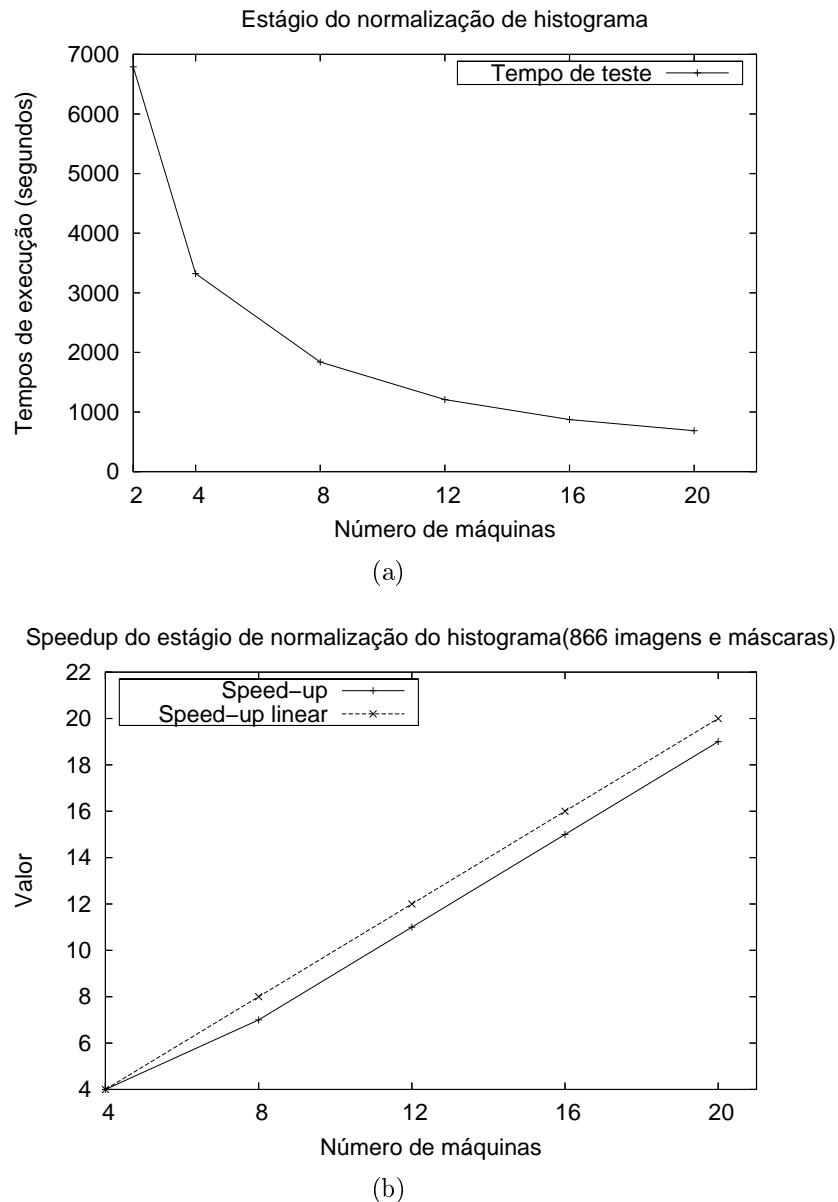 Estágio do normalização de histograma
Tempo de teste
Tempos de execução (segundos)
7000
6000
5000
4000
3000
2000
1000
0
2 4 8 12 16 20
Número de máquinas
(a)
Speedup do estágio de normalização do histograma(866 imagens e máscaras)
Speed−up
Speed−up linear
Valor
22
20
18
16
14
12
10
8
6
4
4 8 12 16 20
Número de máquinas
(b)